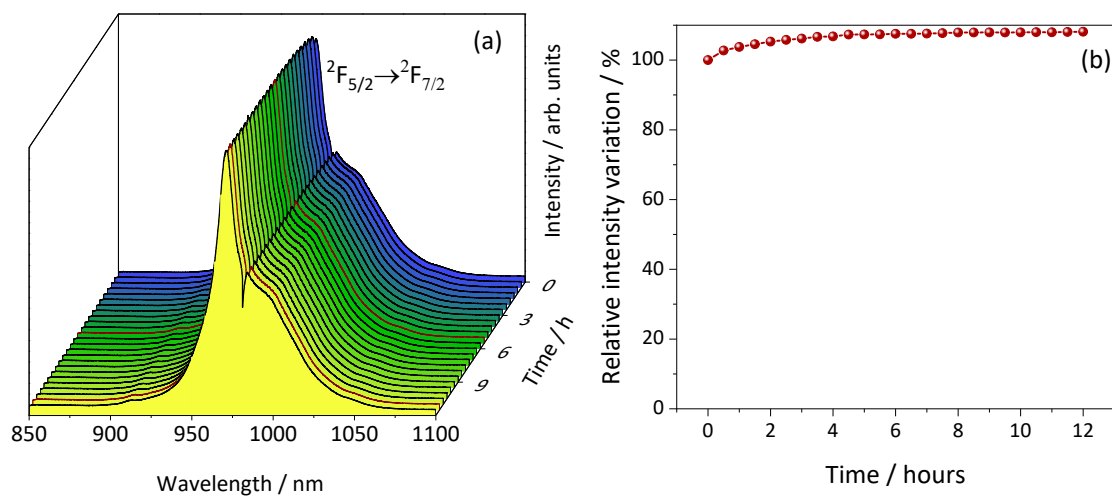 (a)
²F₅/₂→²F₇/₂
Intensity / arb. units
0
3
6
9
Time / h
850 900 950 1000 1050 1100
Wavelength / nm
(b)
100
80
60
40
20
0
Relative intensity variation / %
0 2 4 6 8 10 12
Time / hours